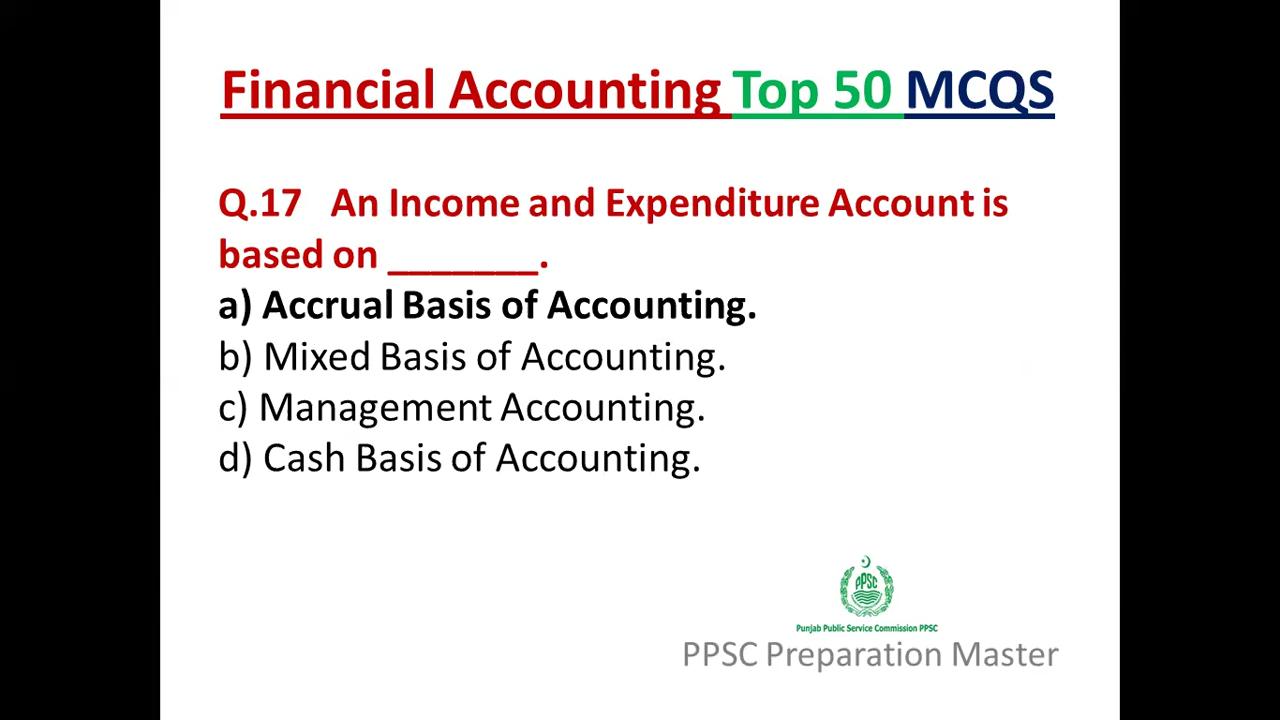 Financial Accounting Top 50 MCQS
Q.17 An Income and Expenditure Account is
based on _______.
a) Accrual Basis of Accounting.
b) Mixed Basis of Accounting.
c) Management Accounting.
d) Cash Basis of Accounting.
PPSC
Punjab Public Service Commission PPSC
PPSC Preparation Master